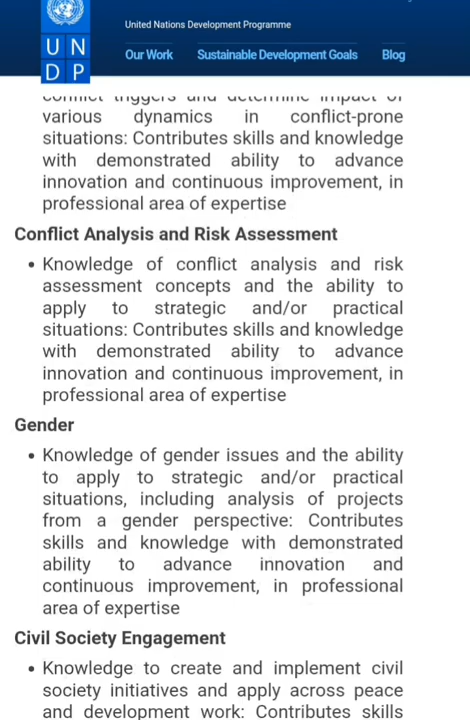 United Nations Development Programme
U N
D P
Our Work Sustainable Development Goals Blog
conflict triggers and determine impact of
various dynamics in conflict-prone
situations: Contributes skills and knowledge
with demonstrated ability to advance
innovation and continuous improvement, in
professional area of expertise
Conflict Analysis and Risk Assessment
• Knowledge of conflict analysis and risk
assessment concepts and the ability to
apply to strategic and/or practical
situations: Contributes skills and knowledge
with demonstrated ability to advance
innovation and continuous improvement, in
professional area of expertise
Gender
• Knowledge of gender issues and the ability
to apply to strategic and/or practical
situations, including analysis of projects
from a gender perspective: Contributes
skills and knowledge with demonstrated
ability to advance innovation and
continuous improvement, in professional
area of expertise
Civil Society Engagement
• Knowledge to create and implement civil
society initiatives and apply across peace
and development work: Contributes skills